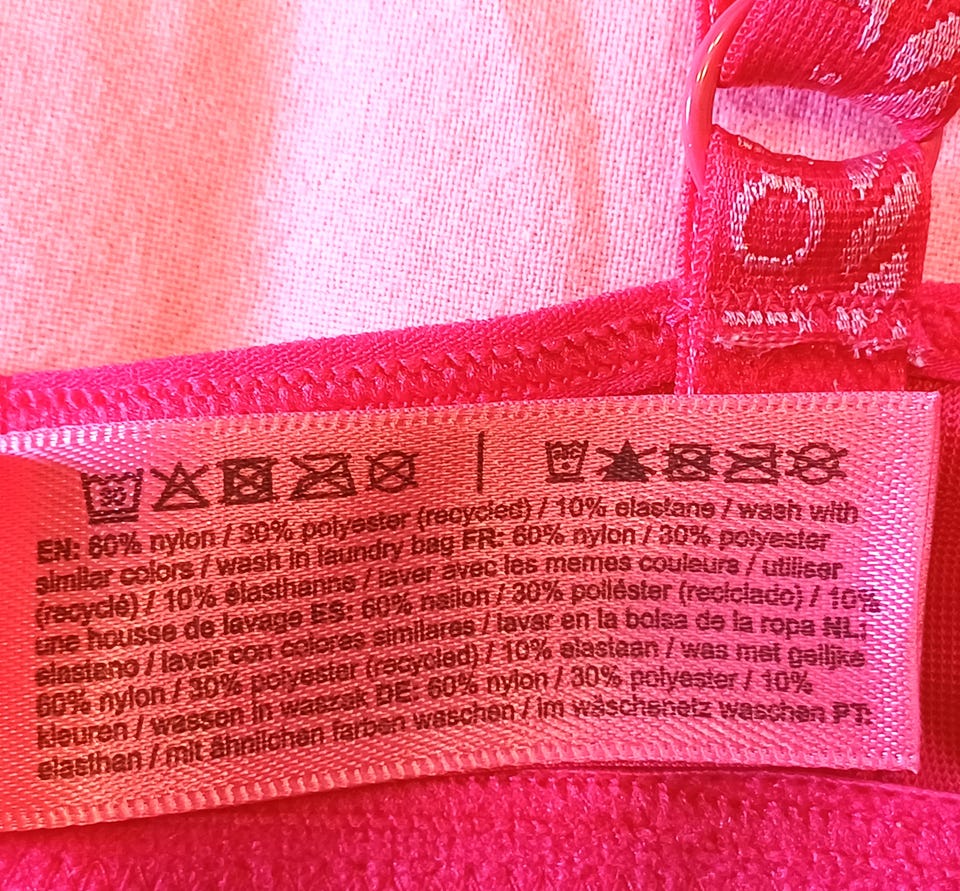 30
EN: 60% nylon / 30% polyester (recycled) / 10% elastane / wash with
similar colors / wash in laundry bag FR: 60% nylon / 30% polyester
(recyclé) / 10% élasthanne / laver avec les memes couleurs / utiliser
une housse de lavage ES: 60% nailon / 30% poliéster (reciclado) / 10%
elastano / lavar con colores similares / lavar en la bolsa de la ropa NL:
60% nylon / 30% polyester (recycled) / 10% elastaan / was met gelijke
kleuren / wassen in waszak DE: 60% nylon / 30% polyester / 10%
elasthan / mit ähnlichen farben waschen / im wäschenetz waschen PT: